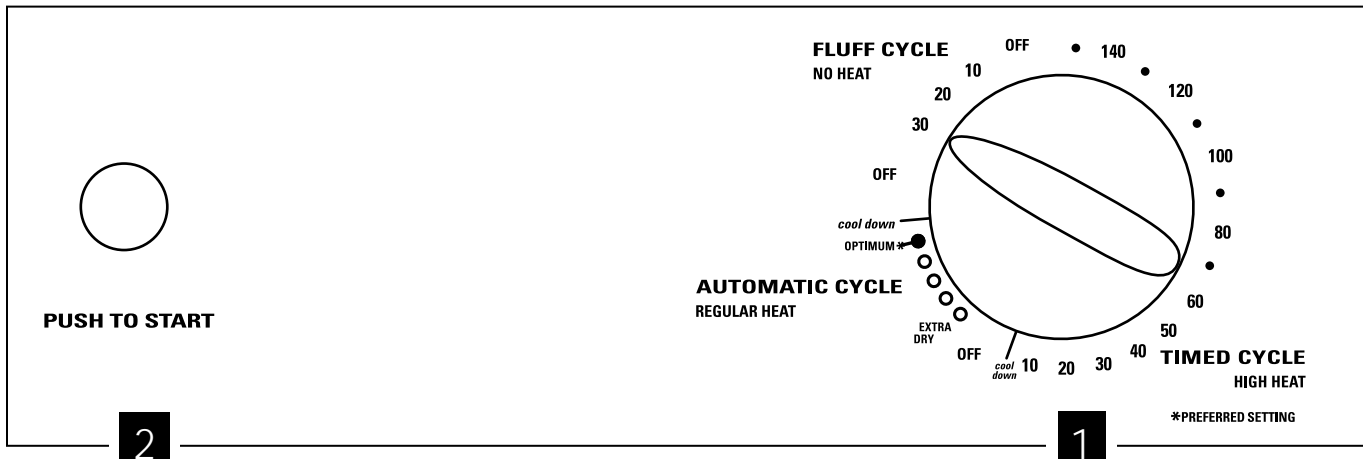 FLUFF CYCLE
NO HEAT
OFF
10
20
30
OFF
140
120
100
80
60
50
40
30
20
10
cool
down
TIMED CYCLE
HIGH HEAT
cool down
OPTIMUM*
AUTOMATIC CYCLE
REGULAR HEAT
EXTRA
DRY
OFF
*PREFERRED SETTING
PUSH TO START
2
1